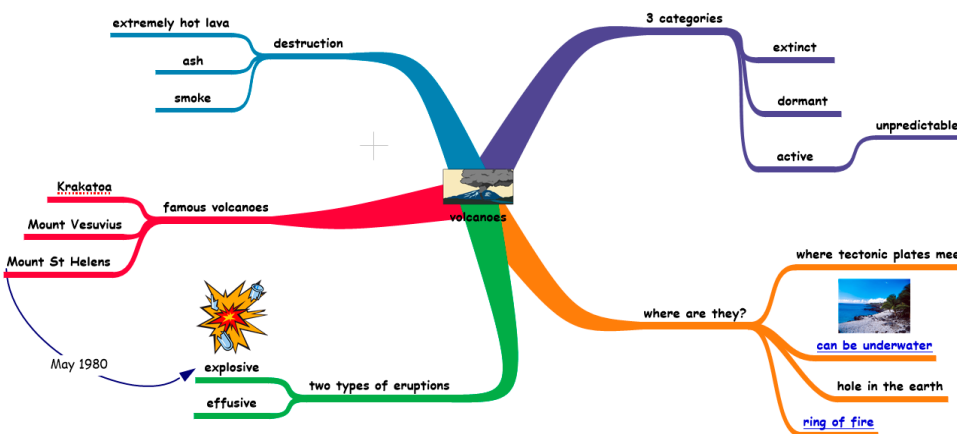 extremely hot lava
destruction
ash
smoke
3 categories
extinct
dormant
active
unpredictable
volcanoes
Krakatoa
famous volcanoes
Mount Vesuvius
Mount St Helens
May 1980
explosive
two types of eruptions
effusive
where are they?
where tectonic plates mee
can be underwater
hole in the earth
ring of fire